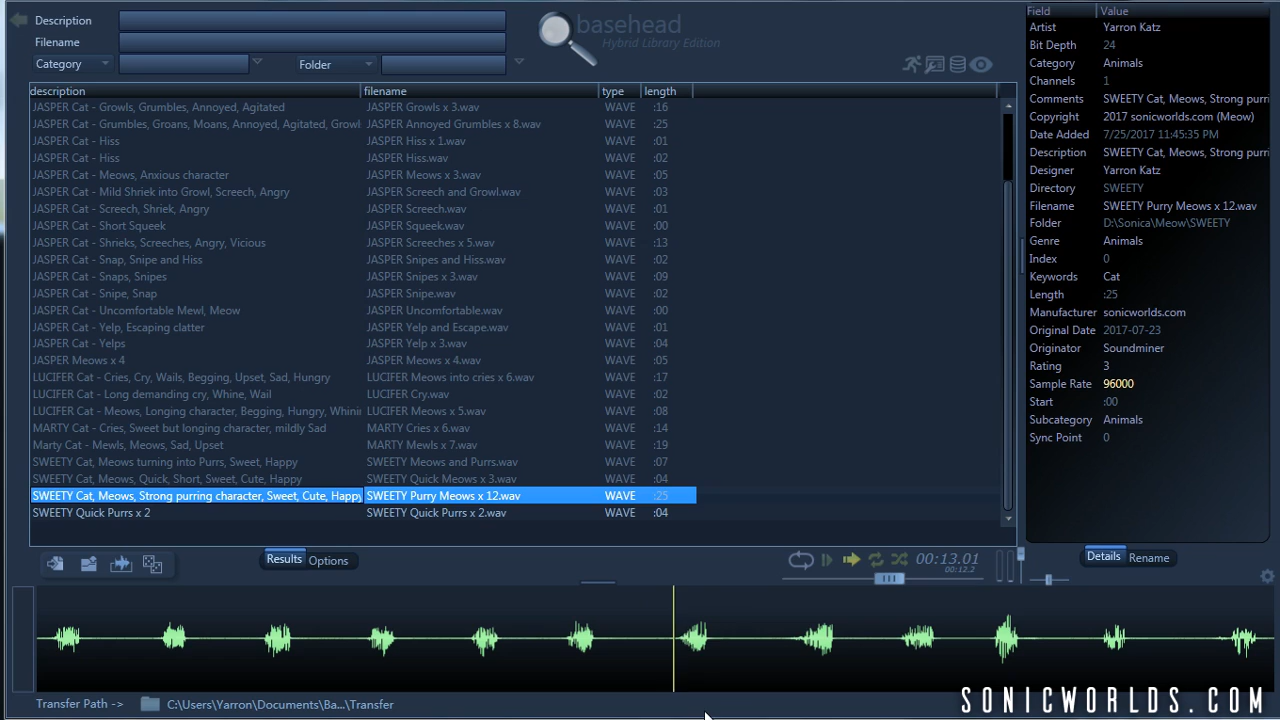 Description
basehead
Hybrid Library Edition
Filename
Category
Folder
description filename type length
JASPER Cat - Growls, Grumbles, Annoyed, Agitated JASPER Growls x 3.wav WAVE :16
JASPER Cat - Grumbles, Groans, Moans, Annoyed, Agitated, Growl JASPER Annoyed Grumbles x 8.wav WAVE :25
JASPER Cat - Hiss JASPER Hiss x 1.wav WAVE :01
JASPER Cat - Hiss JASPER Hiss.wav WAVE :02
JASPER Cat - Meows, Anxious character JASPER Meows x 3.wav WAVE :05
JASPER Cat - Mild Shriek into Growl, Screech, Angry JASPER Screech and Growl.wav WAVE :03
JASPER Cat - Screech, Shriek, Angry JASPER Screech.wav WAVE :01
JASPER Cat - Short Squeek JASPER Squeek.wav WAVE :00
JASPER Cat - Shrieks, Screeches, Angry, Vicious JASPER Screeches x 5.wav WAVE :13
JASPER Cat - Snap, Snipe and Hiss JASPER Snipes and Hiss.wav WAVE :02
JASPER Cat - Snaps, Snipes JASPER Snipes x 3.wav WAVE :09
JASPER Cat - Snipe, Snap JASPER Snipe.wav WAVE :02
JASPER Cat - Uncomfortable Mewl, Meow JASPER Uncomfortable.wav WAVE :00
JASPER Cat - Yelp, Escaping clatter JASPER Yelp and Escape.wav WAVE :01
JASPER Cat - Yelps JASPER Yelp x 3.wav WAVE :04
JASPER Meows x 4 JASPER Meows x 4.wav WAVE :05
LUCIFER Cat - Cries, Cry, Wails, Begging, Upset, Sad, Hungry LUCIFER Meows into cries x 6.wav WAVE :17
LUCIFER Cat - Long demanding cry, Whine, Wail LUCIFER Cry.wav WAVE :02
LUCIFER Cat - Meows, Longing character, Begging, Hungry, Whini LUCIFER Meows x 5.wav WAVE :08
MARTY Cat - Cries, Sweet but longing character, mildly Sad MARTY Cries x 6.wav WAVE :14
Marty Cat - Mewls, Meows, Sad, Upset MARTY Mewls x 7.wav WAVE :19
SWEETY Cat, Meows turning into Purrs, Sweet, Happy SWEETY Meows and Purrs.wav WAVE :07
SWEETY Cat, Meows, Quick, Short, Sweet, Cute, Happy SWEETY Quick Meows x 3.wav WAVE :04
SWEETY Cat, Meows, Strong purring character, Sweet, Cute, Happy SWEETY Purry Meows x 12.wav WAVE :25
SWEETY Quick Purrs x 2 SWEETY Quick Purrs x 2.wav WAVE :04
Field Value
Artist Yarron Katz
Bit Depth 24
Category Animals
Channels 1
Comments SWEETY Cat, Meows, Strong purri
Copyright 2017 sonicworlds.com (Meow)
Date Added 7/25/2017 11:45:35 PM
Description SWEETY Cat, Meows, Strong purri
Designer Yarron Katz
Directory SWEETY
Filename SWEETY Purry Meows x 12.wav
Folder D:\Sonica\Meow\SWEETY
Genre Animals
Index 0
Keywords Cat
Length :25
Manufacturer sonicworlds.com
Original Date 2017-07-23
Originator Soundminer
Rating 3
Sample Rate 96000
Start :00
Subcategory Animals
Sync Point 0
Results Options
00:13.01
00:12.2
Details Rename
Transfer Path -> C:\Users\Yarron\Documents\Ba...\Transfer
SONICWORLDS.COM